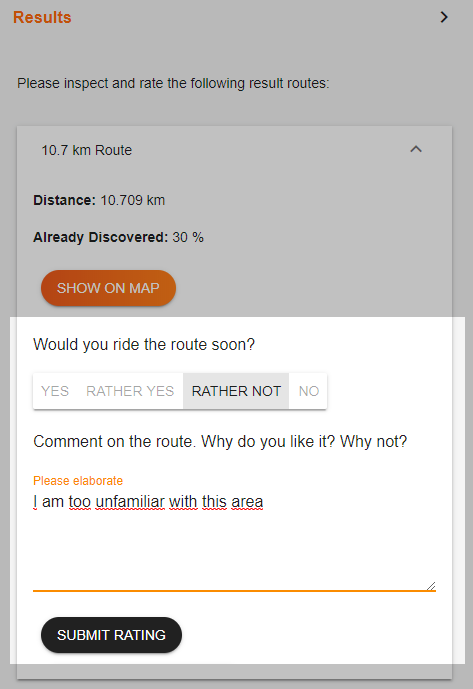 Results
Please inspect and rate the following result routes:
10.7 km Route
Distance: 10.709 km
Already Discovered: 30 %
SHOW ON MAP
Would you ride the route soon?
YES RATHER YES RATHER NOT NO
Comment on the route. Why do you like it? Why not?
Please elaborate
I am too unfamiliar with this area
SUBMIT RATING